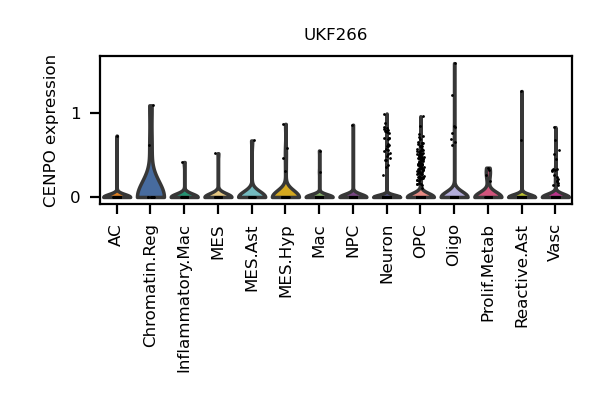 UKF266
CENPO expression
1
0
AC
Chromatin.Reg
Inflammatory.Mac
MES
MES.Ast
MES.Hyp
Mac
NPC
Neuron
OPC
Oligo
Prolif.Metab
Reactive.Ast
Vasc